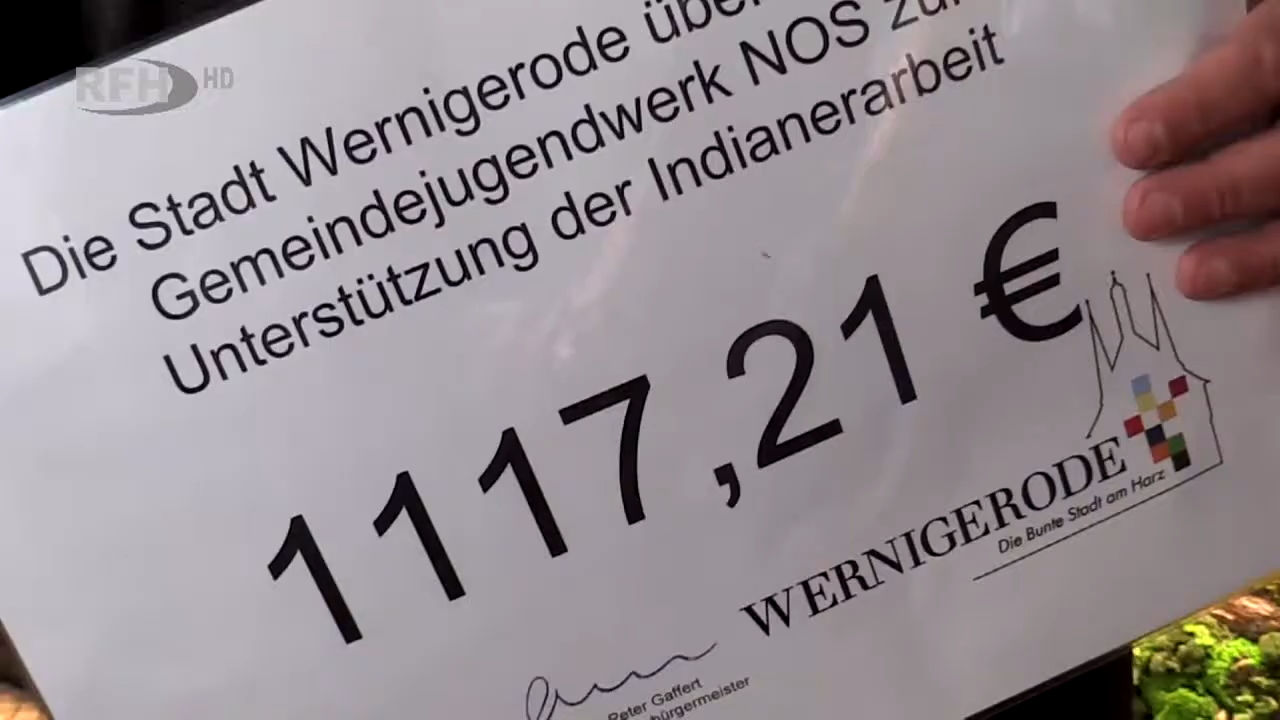 RFH HD
Die Stadt Wernigerode
Gemeindejugendwerk NOS
Unterstützung der Indianerarbeit
1117,21 €
WERNIGERODE
Die Bunte Stadt am Harz
Peter Gaffert